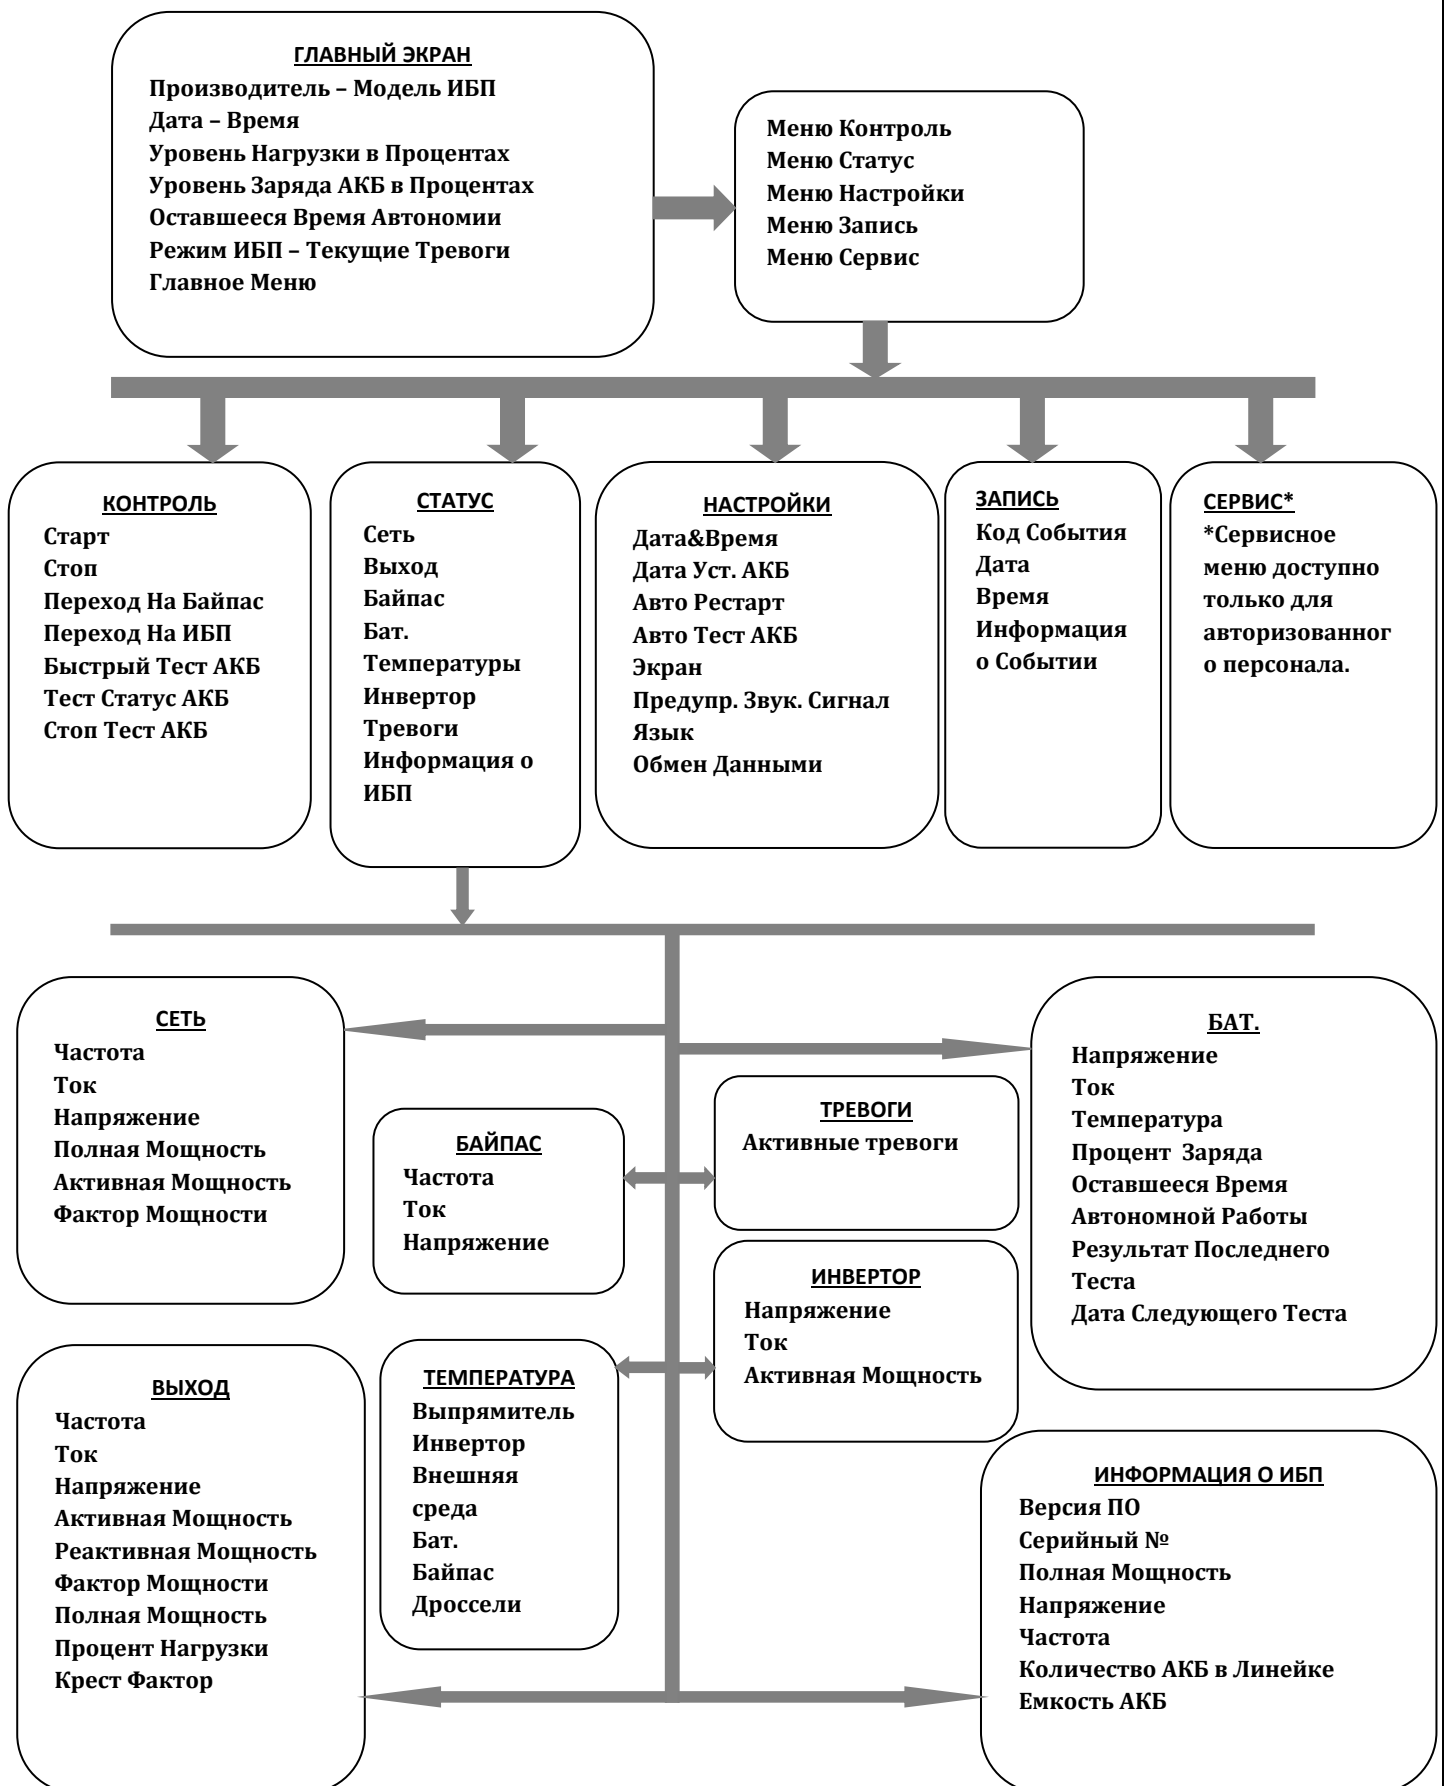 ГЛАВНЫЙ ЭКРАН
Производитель – Модель ИБП
Дата – Время
Уровень Нагрузки в Процентах
Уровень Заряда АКБ в Процентах
Оставшееся Время Автономии
Режим ИБП – Текущие Тревоги
Главное Меню
Меню Контроль
Меню Статус
Меню Настройки
Меню Запись
Меню Сервис
КОНТРОЛЬ
Старт
Стоп
Переход На Байпас
Переход На ИБП
Быстрый Тест АКБ
Тест Статус АКБ
Стоп Тест АКБ
СТАТУС
Сеть
Выход
Байпас
Бат.
Температуры
Инвертор
Тревоги
Информация о
ИБП
НАСТРОЙКИ
Дата&Время
Дата Уст. АКБ
Авто Рестарт
Авто Тест АКБ
Экран
Предупр. Звук. Сигнал
Язык
Обмен Данными
ЗАПИСЬ
Код События
Дата
Время
Информация
о Событии
СЕРВИС*
*Сервисное
меню доступно
только для
авторизованног
о персонала.
СЕТЬ
Частота
Ток
Напряжение
Полная Мощность
Активная Мощность
Фактор Мощности
БАЙПАС
Частота
Ток
Напряжение
ТРЕВОГИ
Активные тревоги
БАТ.
Напряжение
Ток
Температура
Процент  Заряда
Оставшееся Время
Автономной Работы
Результат Последнего
Теста
Дата Следующего Теста
ИНВЕРТОР
Напряжение
Ток
Активная Мощность
ВЫХОД
Частота
Ток
Напряжение
Активная Мощность
Реактивная Мощность
Фактор Мощности
Полная Мощность
Процент Нагрузки
Крест Фактор
ТЕМПЕРАТУРА
Выпрямитель
Инвертор
Внешняя
среда
Бат.
Байпас
Дроссели
ИНФОРМАЦИЯ О ИБП
Версия ПО
Серийный №
Полная Мощность
Напряжение
Частота
Количество АКБ в Линейке
Емкость АКБ